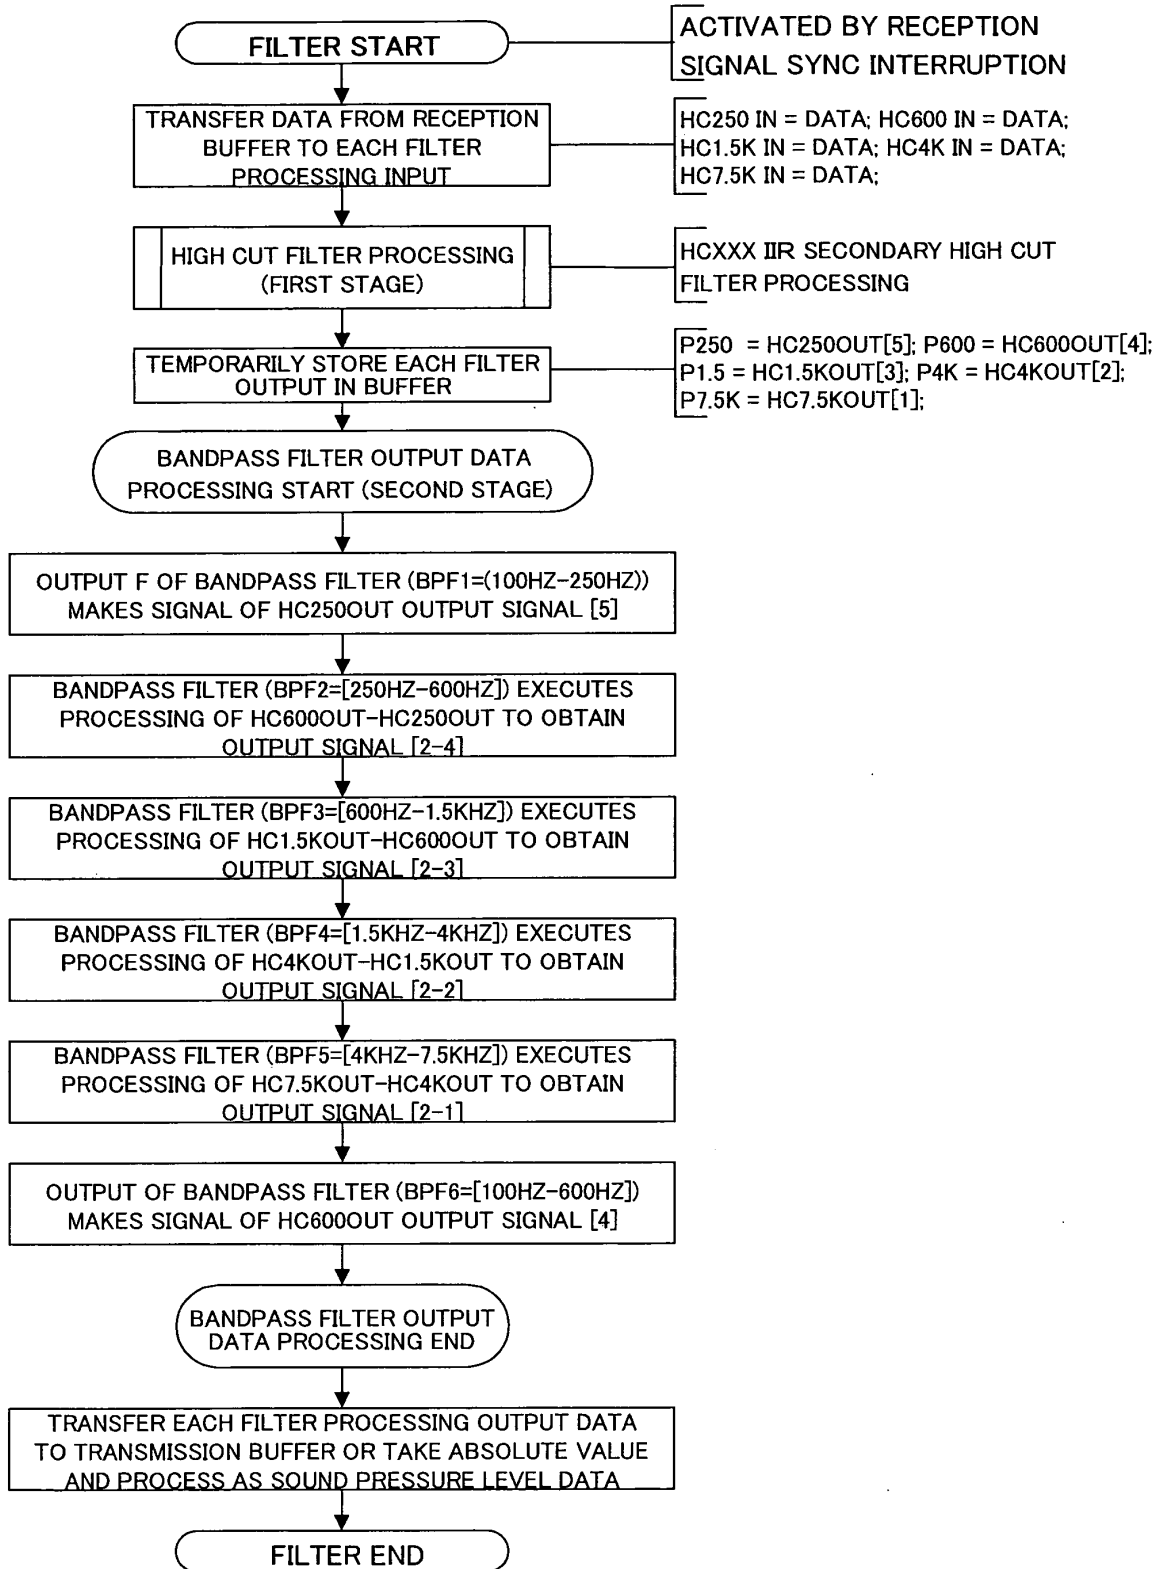 FILTER START
ACTIVATED BY RECEPTION
SIGNAL SYNC INTERRUPTION
TRANSFER DATA FROM RECEPTION
BUFFER TO EACH FILTER
PROCESSING INPUT
HC250 IN = DATA; HC600 IN = DATA;
HC1.5K IN = DATA; HC4K IN = DATA;
HC7.5K IN = DATA;
HIGH CUT FILTER PROCESSING
(FIRST STAGE)
HCXXX IIR SECONDARY HIGH CUT
FILTER PROCESSING
TEMPORARILY STORE EACH FILTER
OUTPUT IN BUFFER
P250 = HC250OUT[5]; P600 = HC600OUT[4];
P1.5 = HC1.5KOUT[3]; P4K = HC4KOUT[2];
P7.5K = HC7.5KOUT[1];
BANDPASS FILTER OUTPUT DATA
PROCESSING START (SECOND STAGE)
OUTPUT F OF BANDPASS FILTER (BPF1=(100HZ-250HZ))
MAKES SIGNAL OF HC250OUT OUTPUT SIGNAL [5]
BANDPASS FILTER (BPF2=[250HZ-600HZ]) EXECUTES
PROCESSING OF HC600OUT-HC250OUT TO OBTAIN
OUTPUT SIGNAL [2-4]
BANDPASS FILTER (BPF3=[600HZ-1.5KHZ]) EXECUTES
PROCESSING OF HC1.5KOUT-HC600OUT TO OBTAIN
OUTPUT SIGNAL [2-3]
BANDPASS FILTER (BPF4=[1.5KHZ-4KHZ]) EXECUTES
PROCESSING OF HC4KOUT-HC1.5KOUT TO OBTAIN
OUTPUT SIGNAL [2-2]
BANDPASS FILTER (BPF5=[4KHZ-7.5KHZ]) EXECUTES
PROCESSING OF HC7.5KOUT-HC4KOUT TO OBTAIN
OUTPUT SIGNAL [2-1]
OUTPUT OF BANDPASS FILTER (BPF6=[100HZ-600HZ])
MAKES SIGNAL OF HC600OUT OUTPUT SIGNAL [4]
BANDPASS FILTER OUTPUT
DATA PROCESSING END
TRANSFER EACH FILTER PROCESSING OUTPUT DATA
TO TRANSMISSION BUFFER OR TAKE ABSOLUTE VALUE
AND PROCESS AS SOUND PRESSURE LEVEL DATA
FILTER END